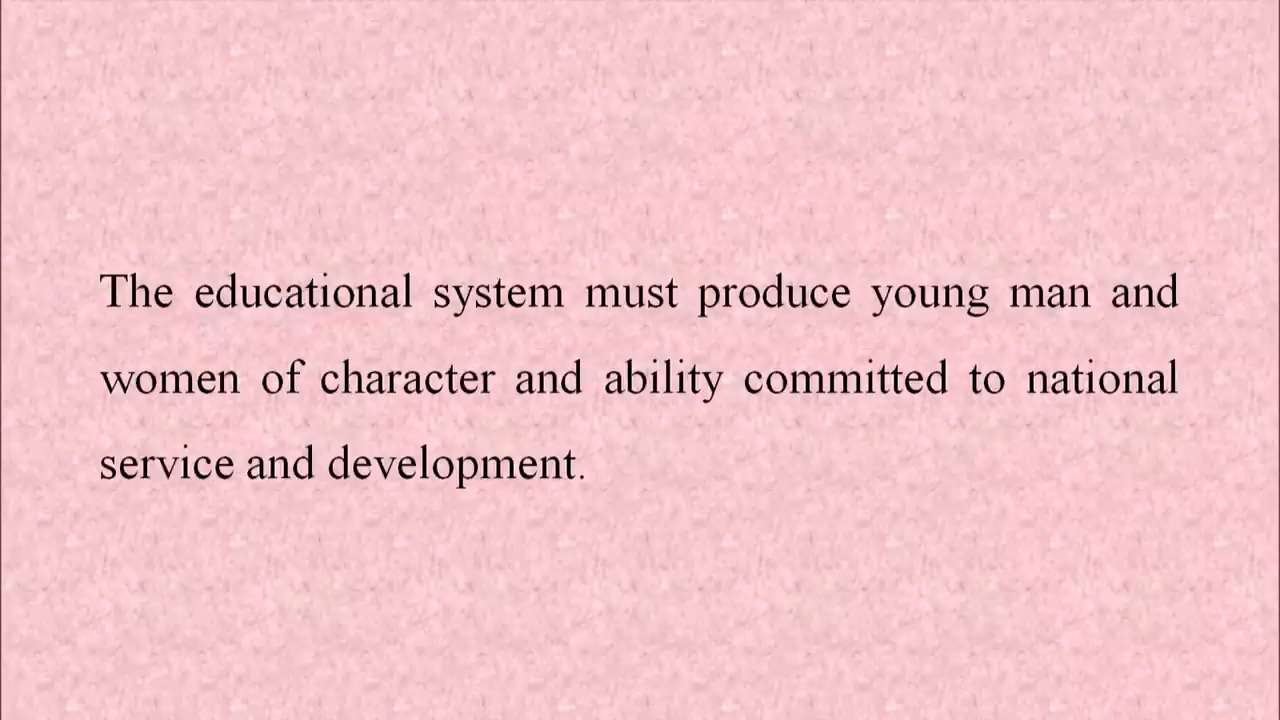 The educational system must produce young man and
women of character and ability committed to national
service and development.